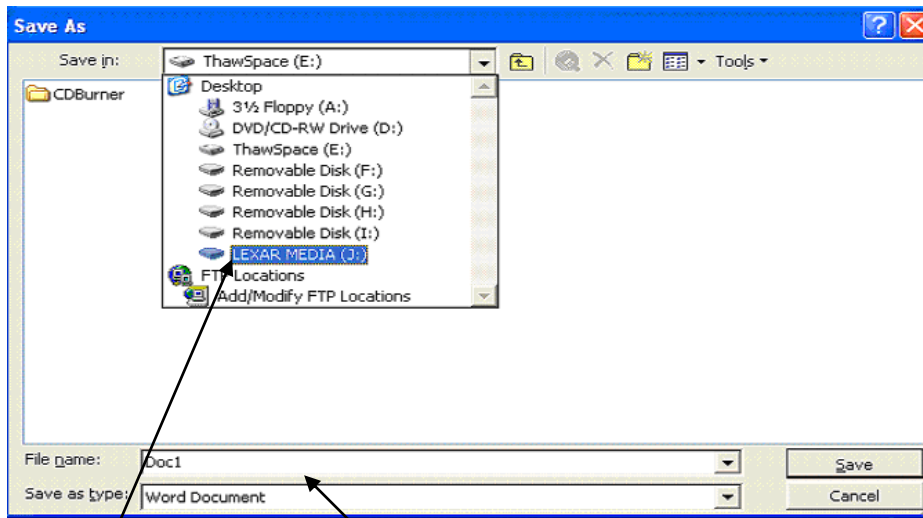 Save As
Save in: ThawSpace (E:) Tools
CDBurner
Desktop
3½ Floppy (A:)
DVD/CD-RW Drive (D:)
ThawSpace (E:)
Removable Disk (F:)
Removable Disk (G:)
Removable Disk (H:)
Removable Disk (I:)
LEXAR MEDIA (J:)
FTP Locations
Add/Modify FTP Locations
File name: Doc1 Save
Save as type: Word Document Cancel